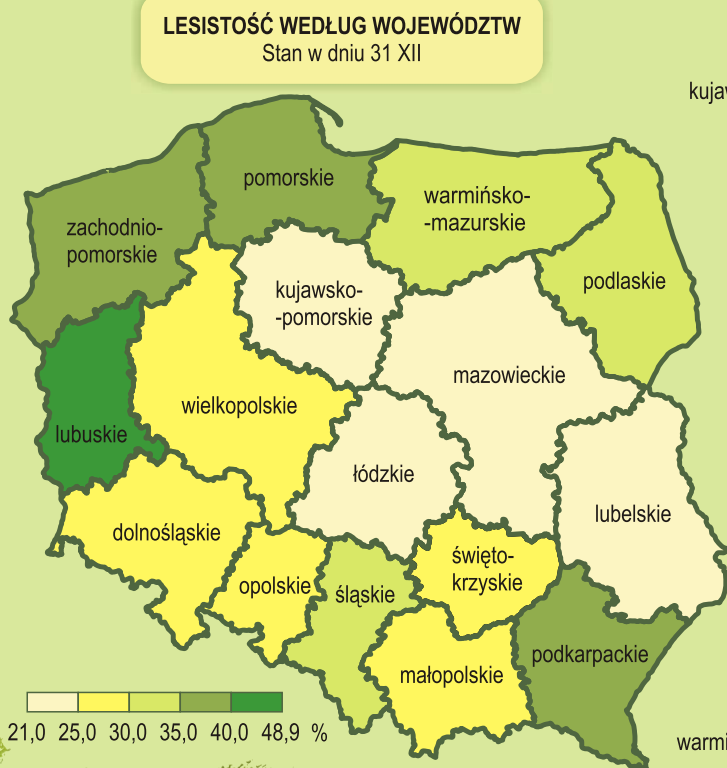 LESISTOŚĆ WEDŁUG WOJEWÓDZTW
Stan w dniu 31 XII
kujaw
pomorskie
warmińsko-
-mazurskie
zachodnio-
pomorskie
podlaskie
kujawsko-
-pomorskie
mazowieckie
wielkopolskie
lubuskie
łódzkie
lubelskie
dolnośląskie
święto-
krzyskie
opolskie
śląskie
podkarpackie
małopolskie
21,0 25,0 30,0 35,0 40,0 48,9 %
warmi